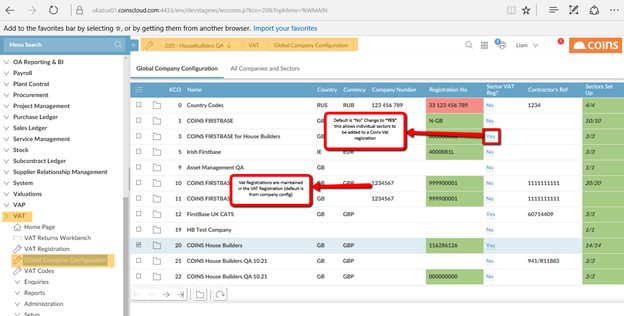 uksous01.coinscloud.com:4433/env/devsilagews/wocoins.p?kco=20&TopMenu=%WMAIN
Add to the favorites bar by selecting ☆, or by getting them from another browser. Import your favorites
Menu Search
020 - Housebuilders QA VAT Global Company Configuration
Liam
COINS
OA Reporting & BI
Payroll
Plant Control
Procurement
Project Management
Purchase Ledger
Sales Ledger
Service Management
Stock
Subcontract Ledger
Supplier Relationship Management
System
Valuations
VAP
VAT
Home Page
VAT Returns Workbench
VAT Registration
Global Company Configuration
VAT Codes
Enquiries
Reports
Administration
Setup
Global Company Configuration All Companies and Sectors
KCO Name Country Currency Company Number Registration No Sector VAT Reg? Contractor's Ref Sectors Set Up
0 Country Codes RUS RUB 123 456 789 33 123 456 789 No 1234 4/4
1 COINS FIRSTBASE N-GB No 10/10
3 COINS FIRSTBASE for House Builders GB Yes 3/3
5 Irish Firstbase IE EUR 4000081L No 3/3
9 Asset Management QA GB No 1/1
10 COINS FIRSTBASE 1234567 999900001 No 1111111111 20/20
11 COINS FIRSTBASE 1234567 999900001 No 1111111111
12 FirstBase UK CATS GB GBP Yes 60714409 3/3
19 HB Test Company GB No 1/1
20 COINS House Builders GB GBP 116286126 Yes 14/14
21 COINS House Builders QA 10.21 GB GBP No 941/R11883 3/3
22 COINS House Builders QA 10.21 GB GBP 000000000 No 3/3
Default is "No" Change to "YES"
this allows individual sectors to
be added to a Coins Vat
registration
Vat Registrations are maintained
in the VAT Registration (default is
from company config)